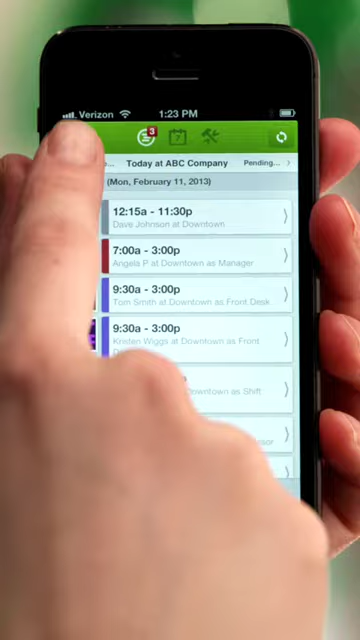 Verizon 1:23 PM
3
7
Today at ABC Company Pending...
(Mon, February 11, 2013)
12:15a - 11:30p
Dave Johnson at Downtown
7:00a - 3:00p
Angela P at Downtown as Manager
9:30a - 3:00p
Tom Smith at Downtown as Front Desk
9:30a - 3:00p
Kristen Wiggs at Downtown as Front
as Shift